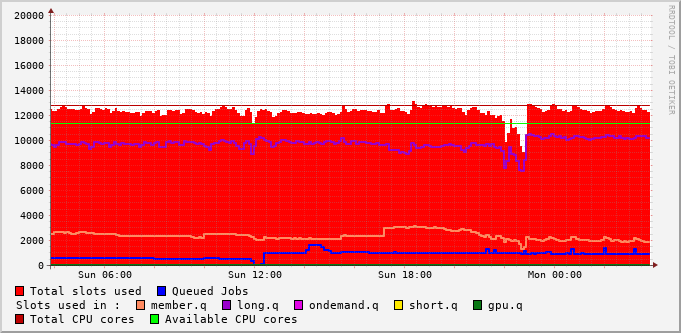 RRDTOOL / TOBI OETIKER
20000
18000
16000
14000
12000
10000
8000
6000
4000
2000
0
Sun 06:00 Sun 12:00 Sun 18:00 Mon 00:00
Total slots used Queued Jobs
Slots used in : member.q long.q ondemand.q short.q gpu.q
Total CPU cores Available CPU cores